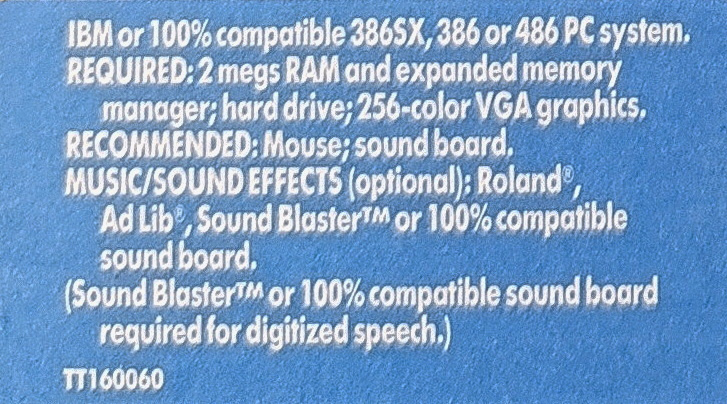 IBM or 100% compatible 386SX, 386 or 486 PC system.
REQUIRED: 2 megs RAM and expanded memory
manager; hard drive; 256-color VGA graphics.
RECOMMENDED: Mouse; sound board.
MUSIC/SOUND EFFECTS (optional): Roland®,
Ad Lib®, Sound Blaster™ or 100% compatible
sound board.
(Sound Blaster™ or 100% compatible sound board
required for digitized speech.)
TT160060